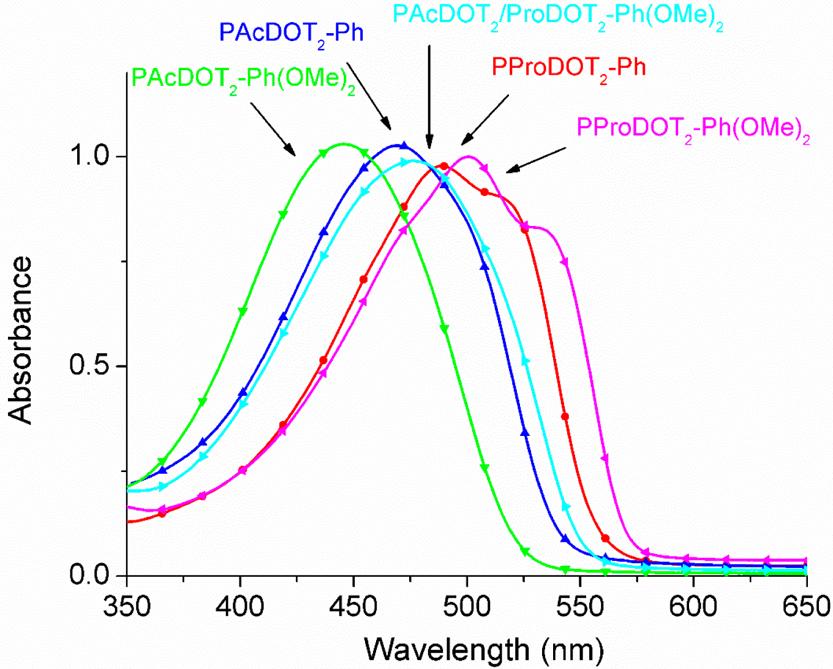 PAcDOT₂/ProDOT₂-Ph(OMe)₂
PAcDOT₂-Ph
PProDOT₂-Ph
PAcDOT₂-Ph(OMe)₂
PProDOT₂-Ph(OMe)₂
1.0
0.5
0.0
Absorbance
350 400 450 500 550 600 650
Wavelength (nm)